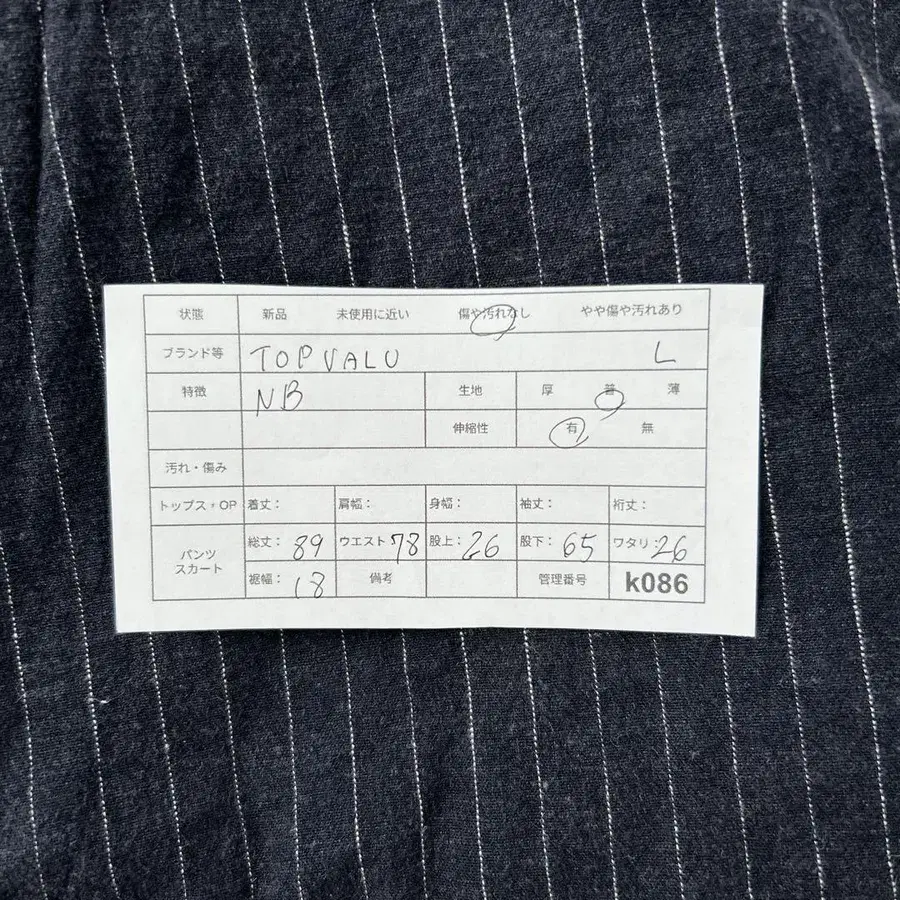 状態 新品 未使用に近い 傷や汚れなし やや傷や汚れあり
ブランド等 TOPVALU L
特徴 NB 生地 厚 普 薄
伸縮性 有 無
汚れ・傷み
トップス・OP 着丈: 肩幅: 身幅: 袖丈: 裄丈:
パンツ スカート 総丈: 89 ウエスト 78 股上: 26 股下: 65 ワタリ: 26
裾幅: 18 備考 管理番号 k086